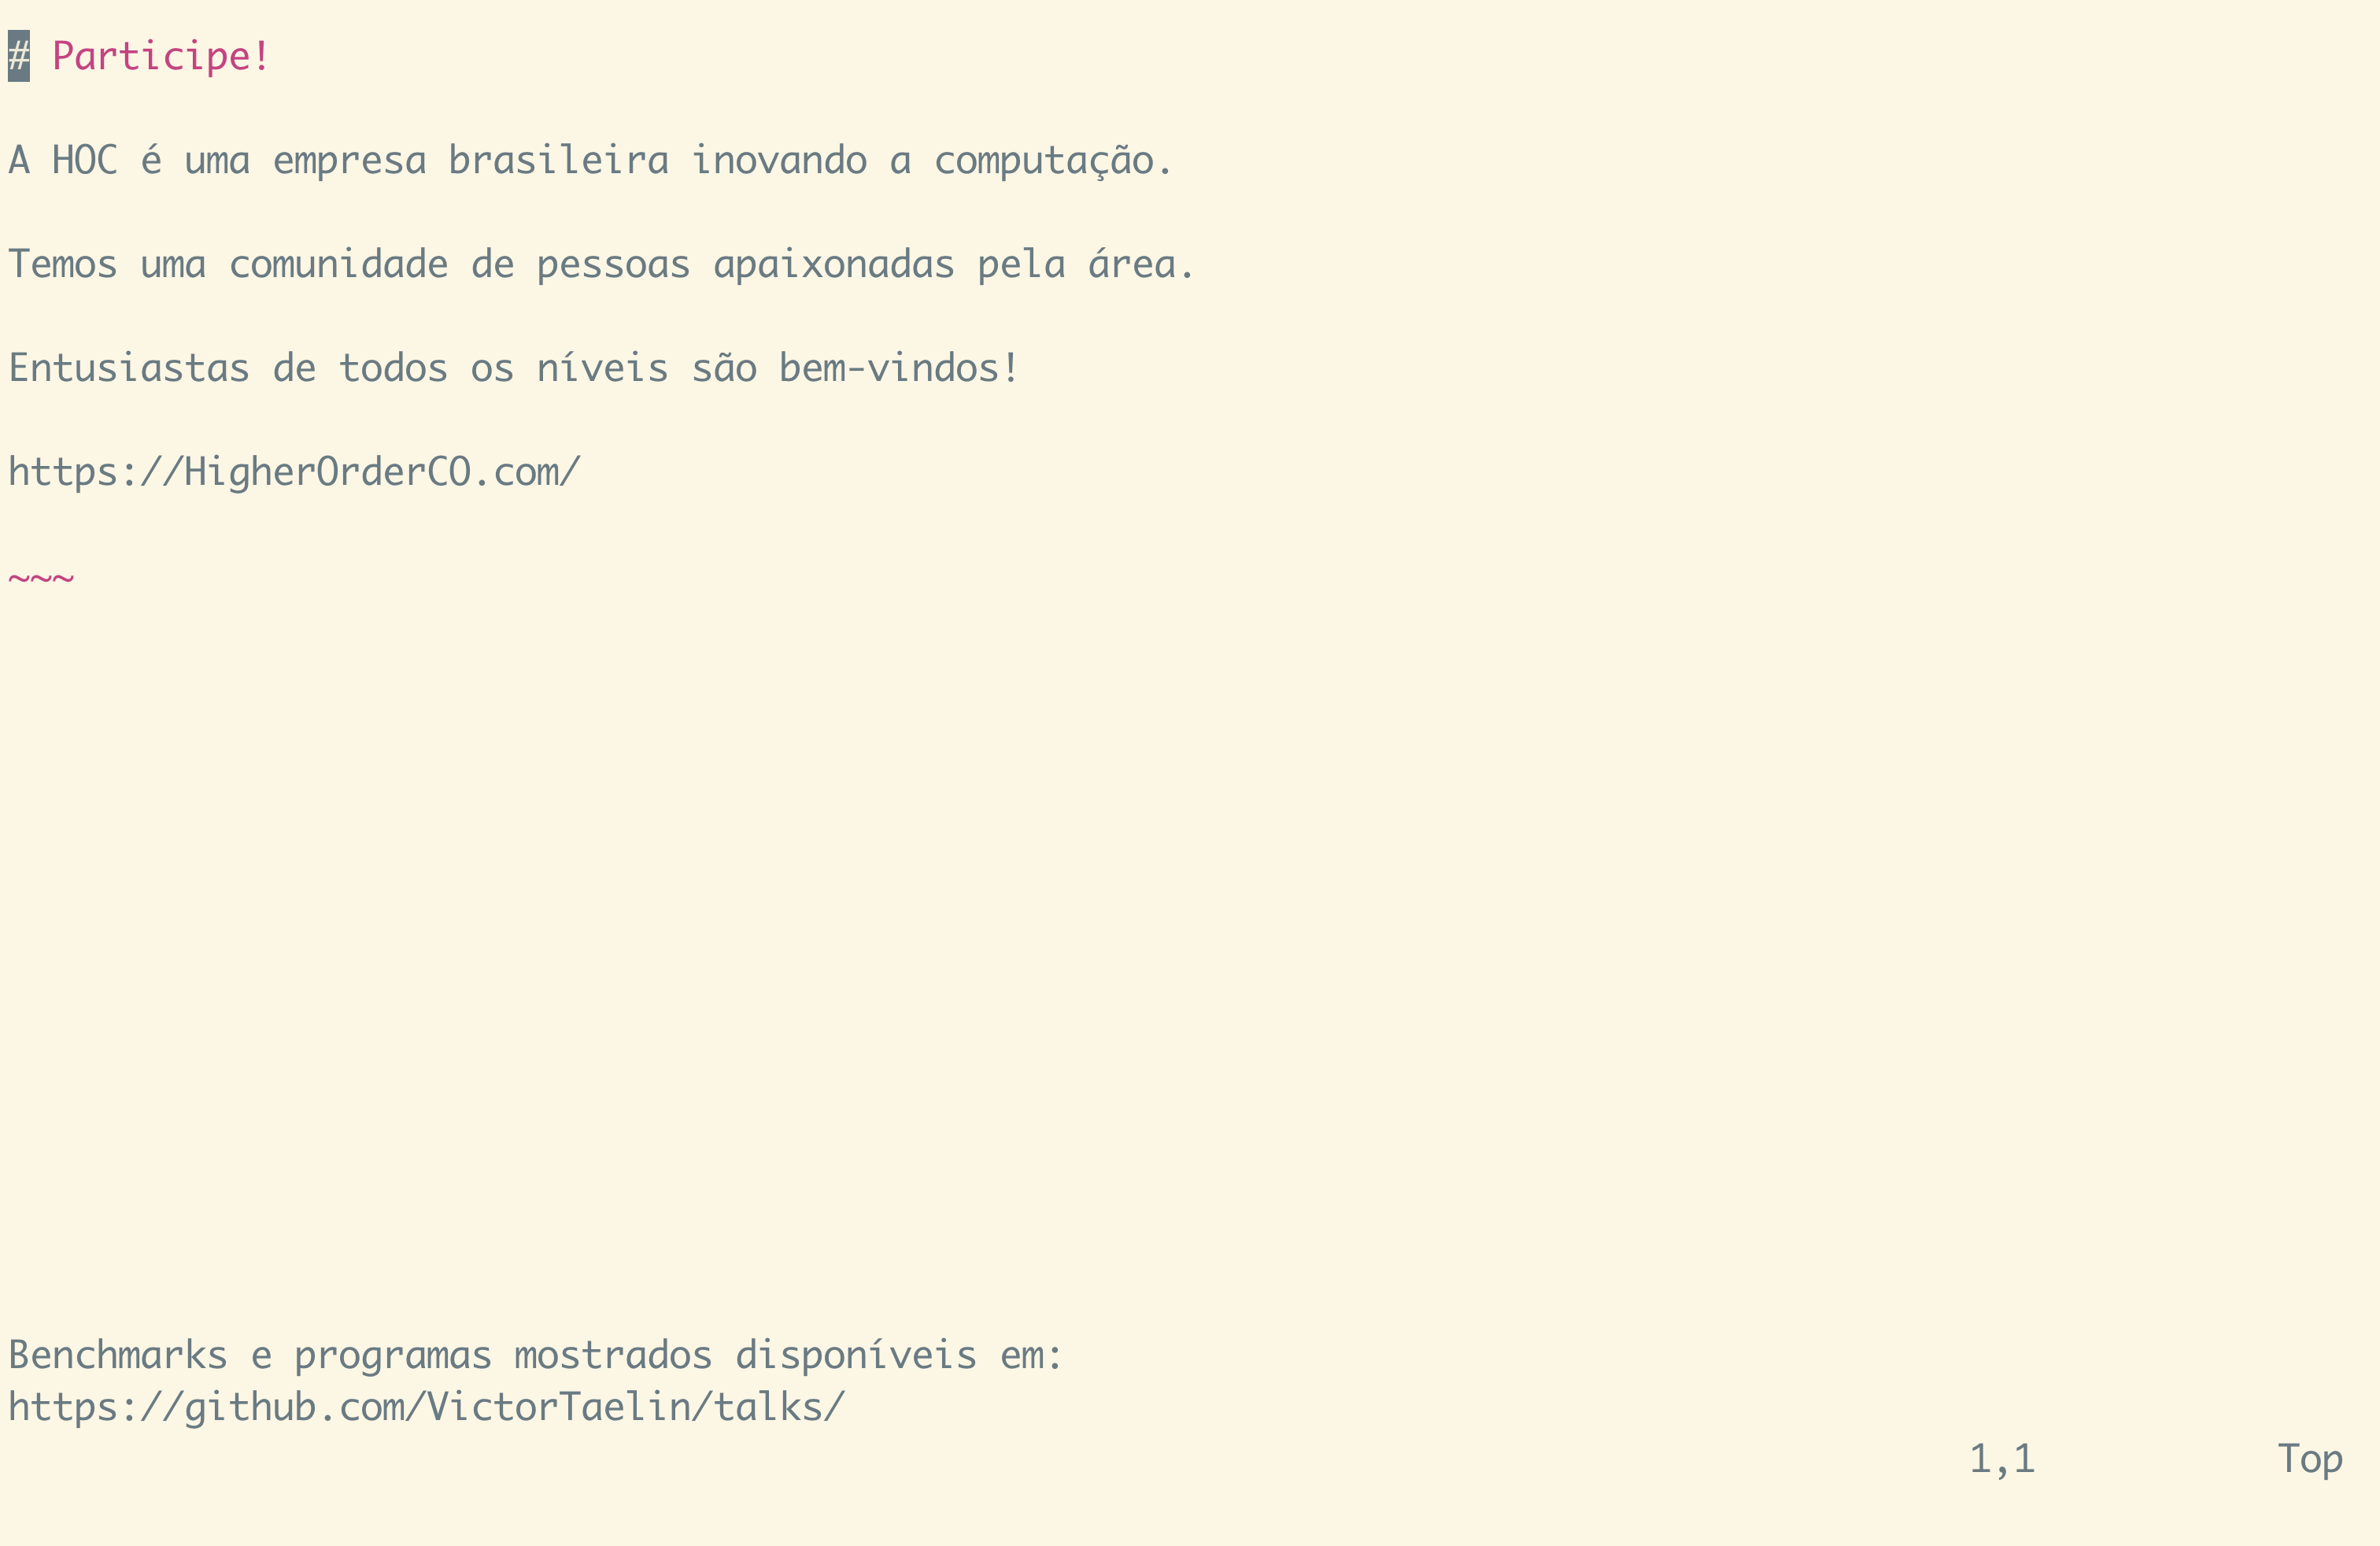 # Participe!
A HOC é uma empresa brasileira inovando a computação.
Temos uma comunidade de pessoas apaixonadas pela área.
Entusiastas de todos os níveis são bem-vindos!
https://HigherOrderCO.com/
~~~
Benchmarks e programas mostrados disponíveis em:
https://github.com/VictorTaelin/talks/
1,1 Top